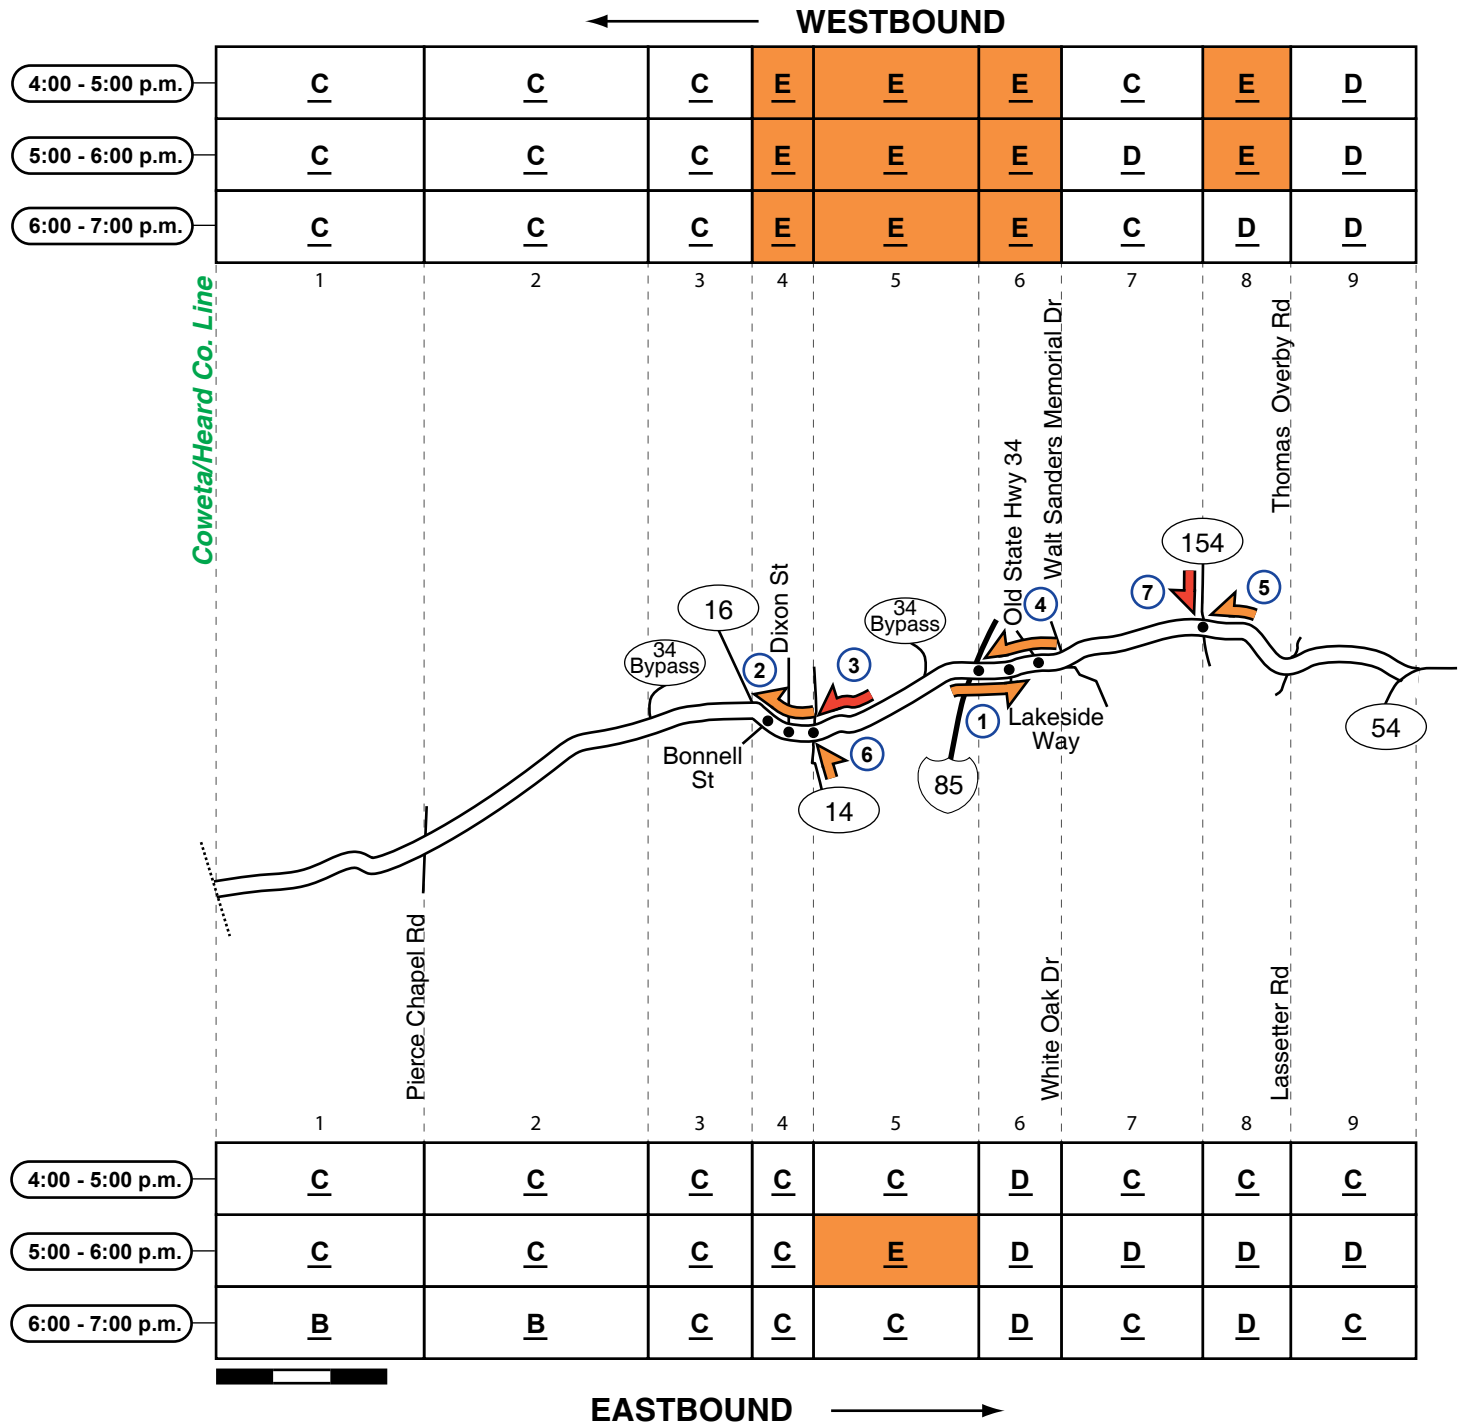 WESTBOUND
4:00 - 5:00 p.m. C C C E E E C E D
5:00 - 6:00 p.m. C C C E E E D E D
6:00 - 7:00 p.m. C C C E E E C D D
1 2 3 4 5 6 7 8 9
Coweta/Heard Co. Line
Walt Sanders Memorial Dr
Thomas Overby Rd
Old State Hwy 34
154
Dixon St
7
5
16
34
Bypass
4
34
Bypass
2
3
1
Lakeside
Way
Bonnell
St
6
54
85
14
Pierce Chapel Rd
White Oak Dr
Lassetter Rd
1 2 3 4 5 6 7 8 9
4:00 - 5:00 p.m. C C C C C D C C C
5:00 - 6:00 p.m. C C C C E D D D D
6:00 - 7:00 p.m. B B C C C D C D C
EASTBOUND